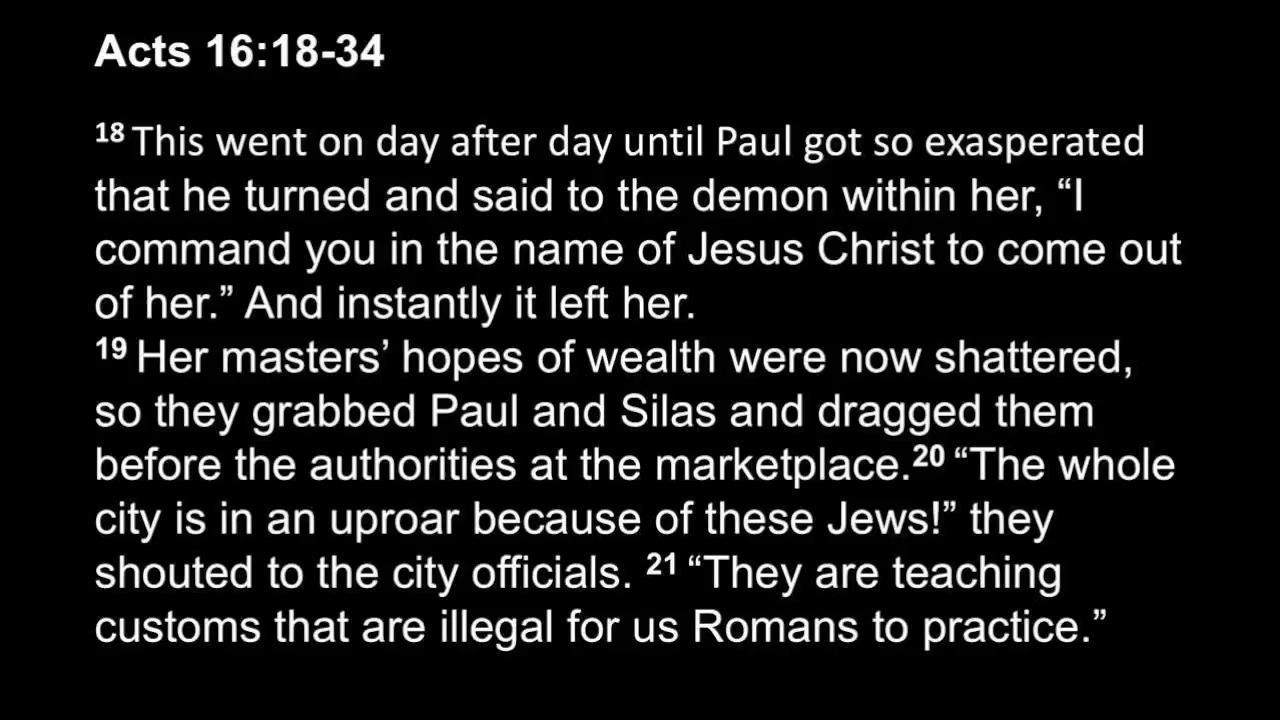 Acts 16:18-34
18 This went on day after day until Paul got so exasperated
that he turned and said to the demon within her, “I
command you in the name of Jesus Christ to come out
of her.” And instantly it left her.
19 Her masters’ hopes of wealth were now shattered,
so they grabbed Paul and Silas and dragged them
before the authorities at the marketplace.20 “The whole
city is in an uproar because of these Jews!” they
shouted to the city officials. 21 “They are teaching
customs that are illegal for us Romans to practice.”